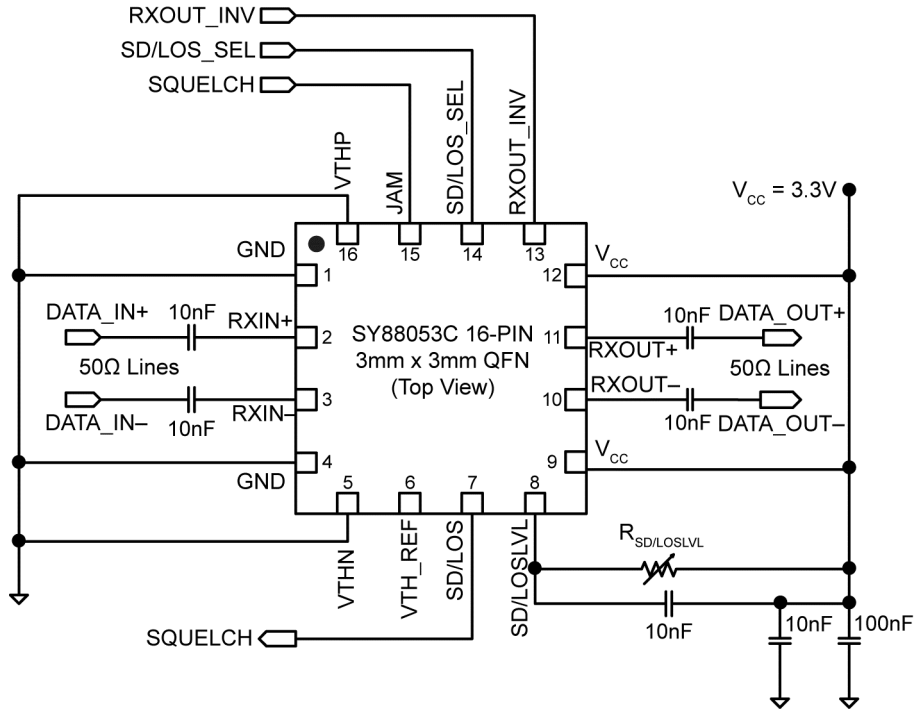 RXOUT_INV
SD/LOS_SEL
SQUELCH
VTHP
JAM
SD/LOS_SEL
RXOUT_INV
VCC = 3.3V
GND
16
15
14
13
VCC
1
12
DATA_IN+
10nF
RXIN+
2
SY88053C 16-PIN
3mm x 3mm QFN
(Top View)
11
RXOUT+
10nF
DATA_OUT+
50Ω Lines
50Ω Lines
DATA_IN–
10nF
RXIN–
3
10
RXOUT–
10nF
DATA_OUT–
4
GND
9
VCC
5
6
7
8
VTHN
VTH_REF
SD/LOS
SD/LOSLVL
RSD/LOSLVL
10nF
10nF
100nF
SQUELCH